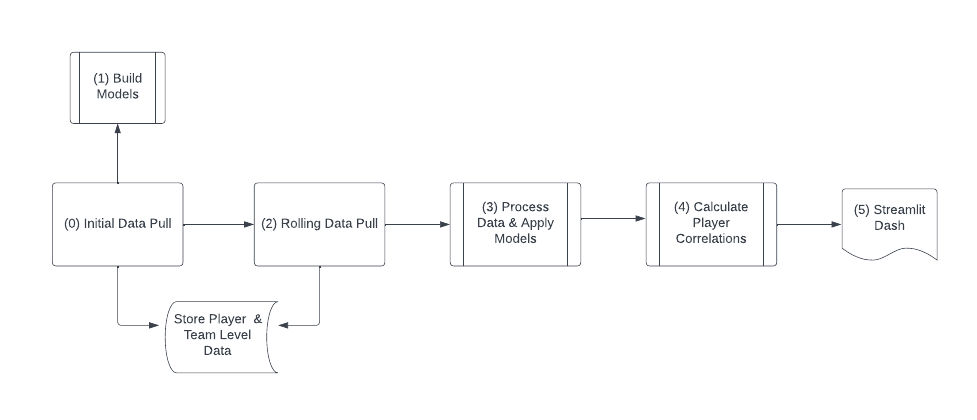 (1) Build
Models
(0) Initial Data Pull
(2) Rolling Data Pull
(3) Process
Data & Apply
Models
(4) Calculate
Player
Correlations
(5) Streamlit
Dash
Store Player  &
Team Level
Data